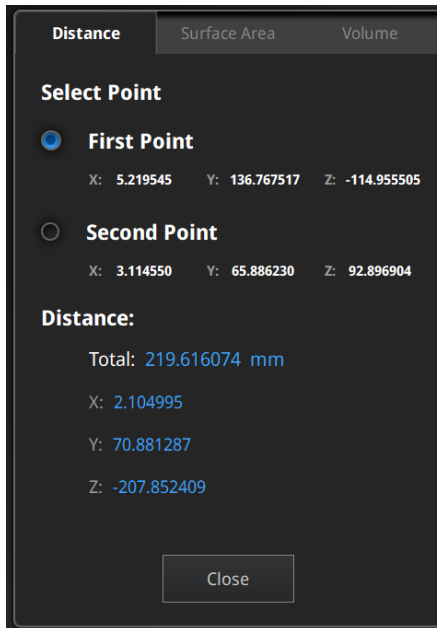 Distance Surface Area Volume
Select Point
First Point
X: 5.219545 Y: 136.767517 Z: -114.955505
Second Point
X: 3.114550 Y: 65.886230 Z: 92.896904
Distance:
Total: 219.616074 mm
X: 2.104995
Y: 70.881287
Z: -207.852409
Close